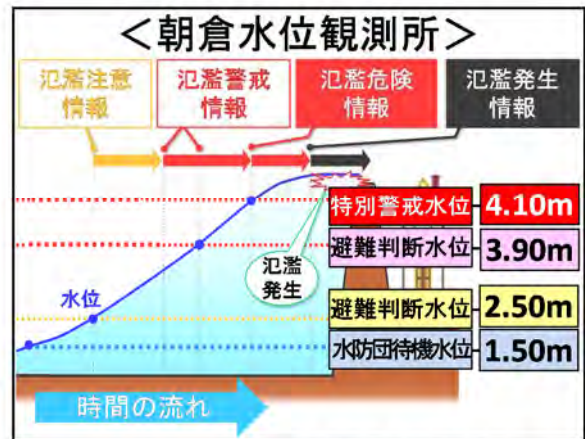 ＜朝倉水位観測所＞
氾濫注意
情報
氾濫警戒
情報
氾濫危険
情報
氾濫発生
情報
特別警戒水位
4.10m
避難判断水位
3.90m
氾濫
発生
水位
避難判断水位
2.50m
水防団待機水位
1.50m
時間の流れ